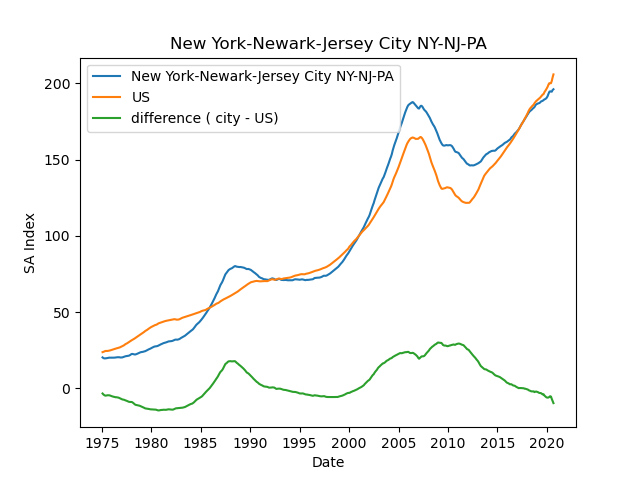 New York-Newark-Jersey City NY-NJ-PA
New York-Newark-Jersey City NY-NJ-PA
US
difference ( city - US)
SA Index
200
150
100
50
0
1975 1980 1985 1990 1995 2000 2005 2010 2015 2020
Date